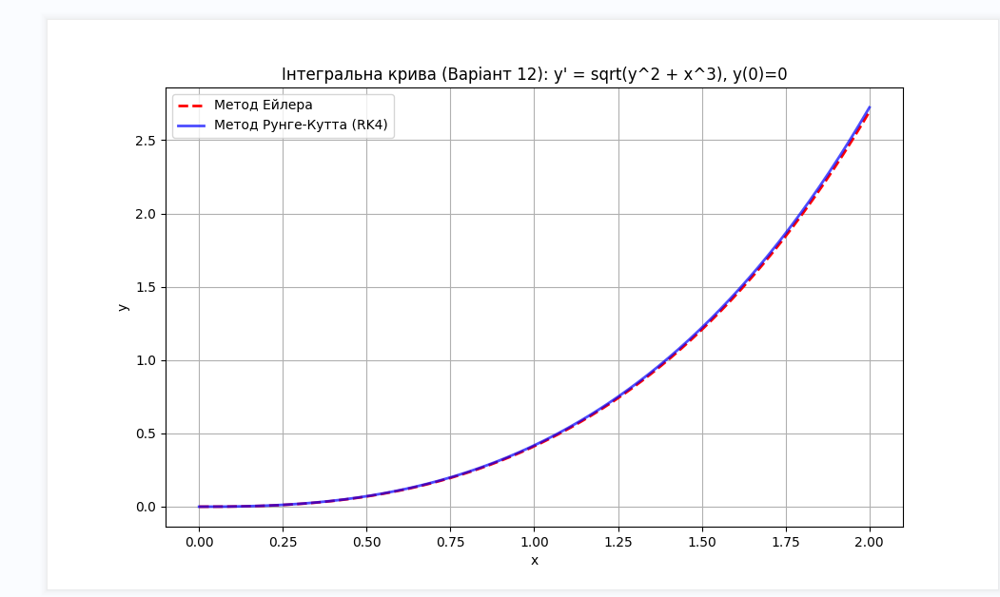 Інтегральна крива (Варіант 12): y' = sqrt(y^2 + x^3), y(0)=0
Метод Ейлера
Метод Рунге-Кутта (RK4)
2.5
2.0
1.5
1.0
0.5
0.0
y
0.00 0.25 0.50 0.75 1.00 1.25 1.50 1.75 2.00
x